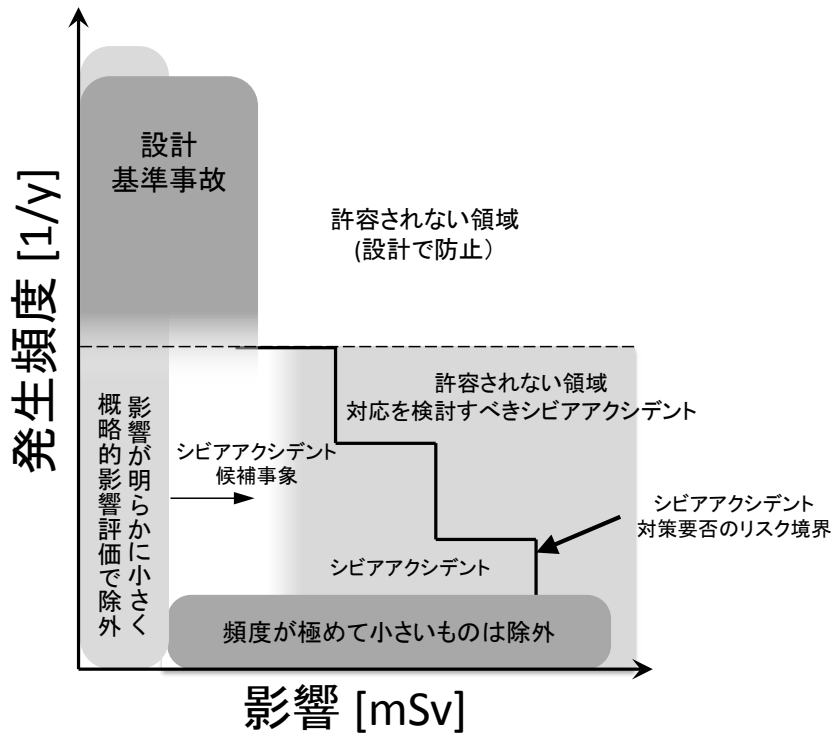 発生頻度 [1/y]
設計
基準事故
許容されない領域
(設計で防止）
許容されない領域
対応を検討すべきシビアアクシデント
影響が明らかに小さく
概略的影響評価で除外
シビアアクシデント
候補事象
シビアアクシデント
対策要否のリスク境界
シビアアクシデント
頻度が極めて小さいものは除外
影響 [mSv]